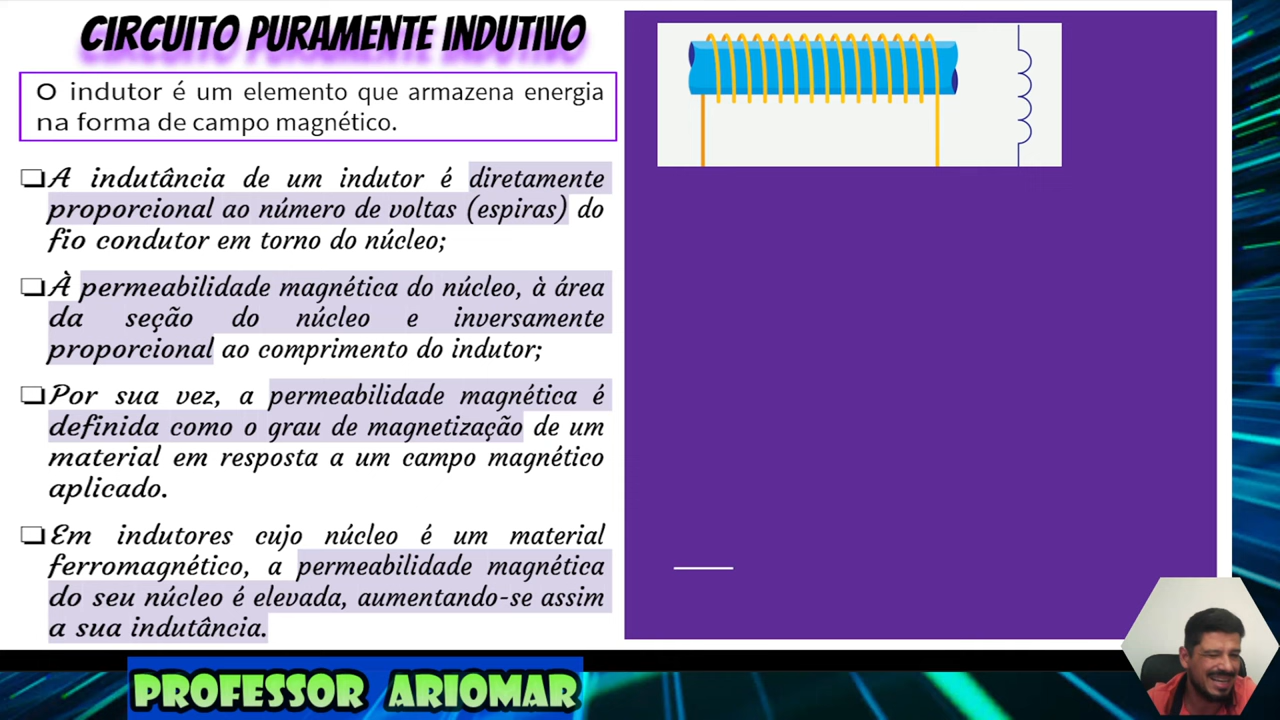 CIRCUITO PURAMENTE INDUTIVO
O indutor é um elemento que armazena energia
na forma de campo magnético.
A indutância de um indutor é diretamente
proporcional ao número de voltas (espiras) do
fio condutor em torno do núcleo;
À permeabilidade magnética do núcleo, à área
da seção do núcleo e inversamente
proporcional ao comprimento do indutor;
Por sua vez, a permeabilidade magnética é
definida como o grau de magnetização de um
material em resposta a um campo magnético
aplicado.
Em indutores cujo núcleo é um material
ferromagnético, a permeabilidade magnética
do seu núcleo é elevada, aumentando-se assim
a sua indutância.
PROFESSOR ARIOMAR